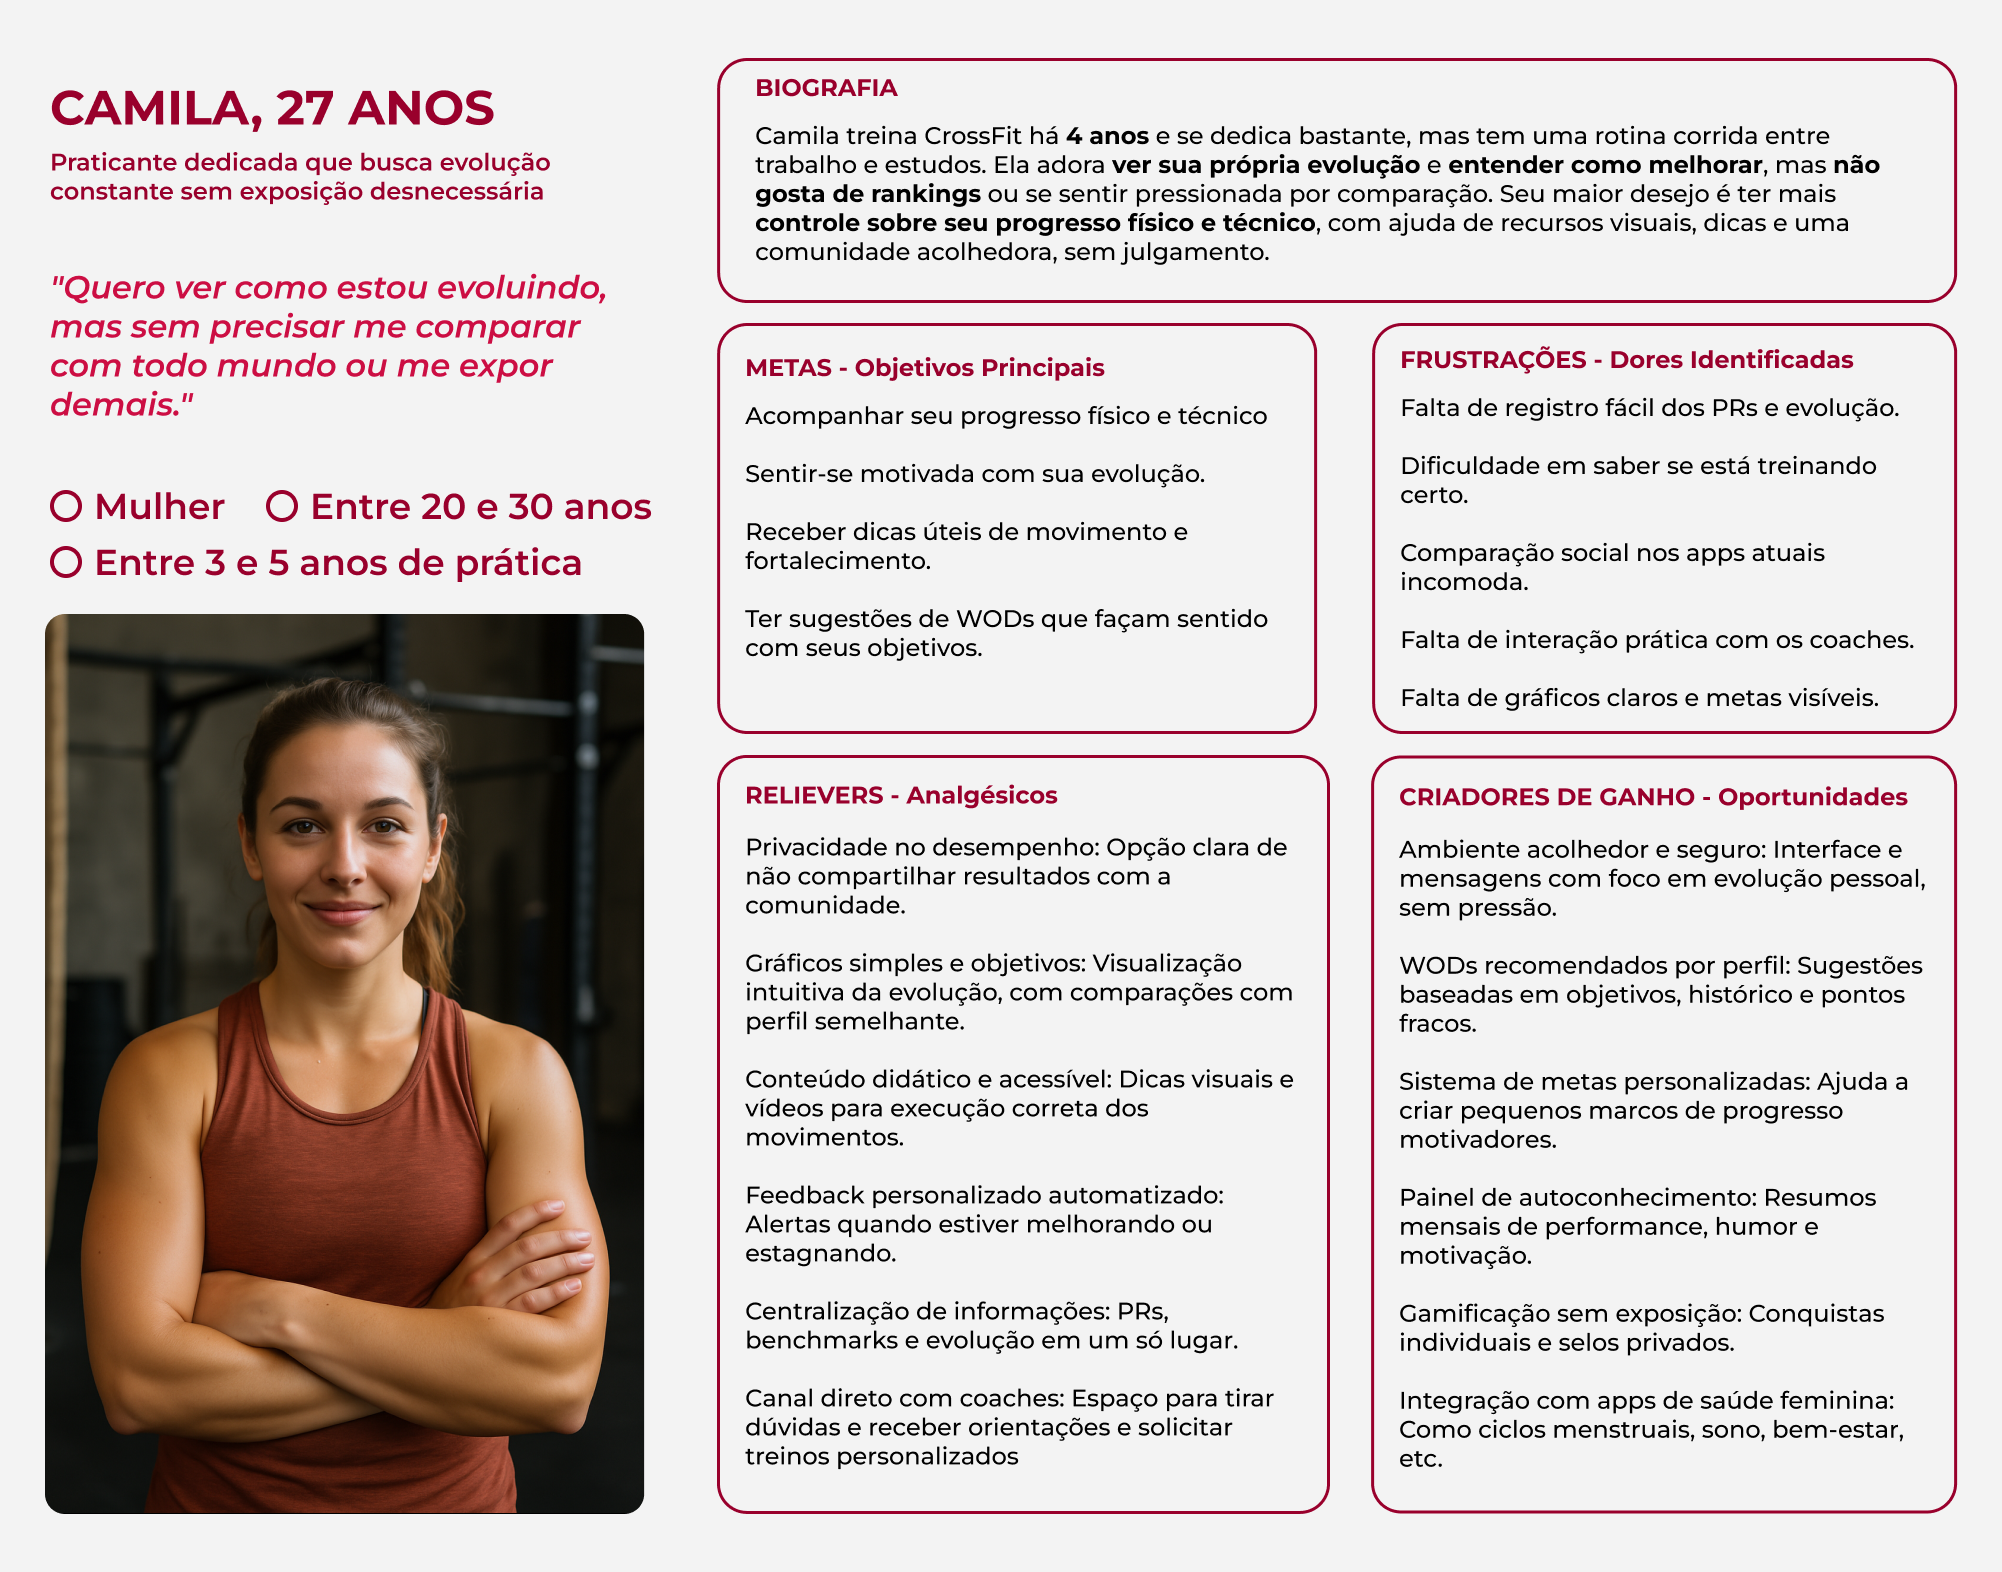 CAMILA, 27 ANOS
Praticante dedicada que busca evolução
constante sem exposição desnecessária
"Quero ver como estou evoluindo,
mas sem precisar me comparar
com todo mundo ou me expor
demais."
Mulher
Entre 20 e 30 anos
Entre 3 e 5 anos de prática
BIOGRAFIA
Camila treina CrossFit há 4 anos e se dedica bastante, mas tem uma rotina corrida entre
trabalho e estudos. Ela adora ver sua própria evolução e entender como melhorar, mas não
gosta de rankings ou se sentir pressionada por comparação. Seu maior desejo é ter mais
controle sobre seu progresso físico e técnico, com ajuda de recursos visuais, dicas e uma
comunidade acolhedora, sem julgamento.
METAS - Objetivos Principais
Acompanhar seu progresso físico e técnico
Sentir-se motivada com sua evolução.
Receber dicas úteis de movimento e
fortalecimento.
Ter sugestões de WODs que façam sentido
com seus objetivos.
FRUSTRAÇÕES - Dores Identificadas
Falta de registro fácil dos PRs e evolução.
Dificuldade em saber se está treinando
certo.
Comparação social nos apps atuais
incomoda.
Falta de interação prática com os coaches.
Falta de gráficos claros e metas visíveis.
RELIEVERS - Analgésicos
Privacidade no desempenho: Opção clara de
não compartilhar resultados com a
comunidade.
Gráficos simples e objetivos: Visualização
intuitiva da evolução, com comparações com
perfil semelhante.
Conteúdo didático e acessível: Dicas visuais e
vídeos para execução correta dos
movimentos.
Feedback personalizado automatizado:
Alertas quando estiver melhorando ou
estagnando.
Centralização de informações: PRs,
benchmarks e evolução em um só lugar.
Canal direto com coaches: Espaço para tirar
dúvidas e receber orientações e solicitar
treinos personalizados
CRIADORES DE GANHO - Oportunidades
Ambiente acolhedor e seguro: Interface e
mensagens com foco em evolução pessoal,
sem pressão.
WODs recomendados por perfil: Sugestões
baseadas em objetivos, histórico e pontos
fracos.
Sistema de metas personalizadas: Ajuda a
criar pequenos marcos de progresso
motivadores.
Painel de autoconhecimento: Resumos
mensais de performance, humor e
motivação.
Gamificação sem exposição: Conquistas
individuais e selos privados.
Integração com apps de saúde feminina:
Como ciclos menstruais, sono, bem-estar,
etc.